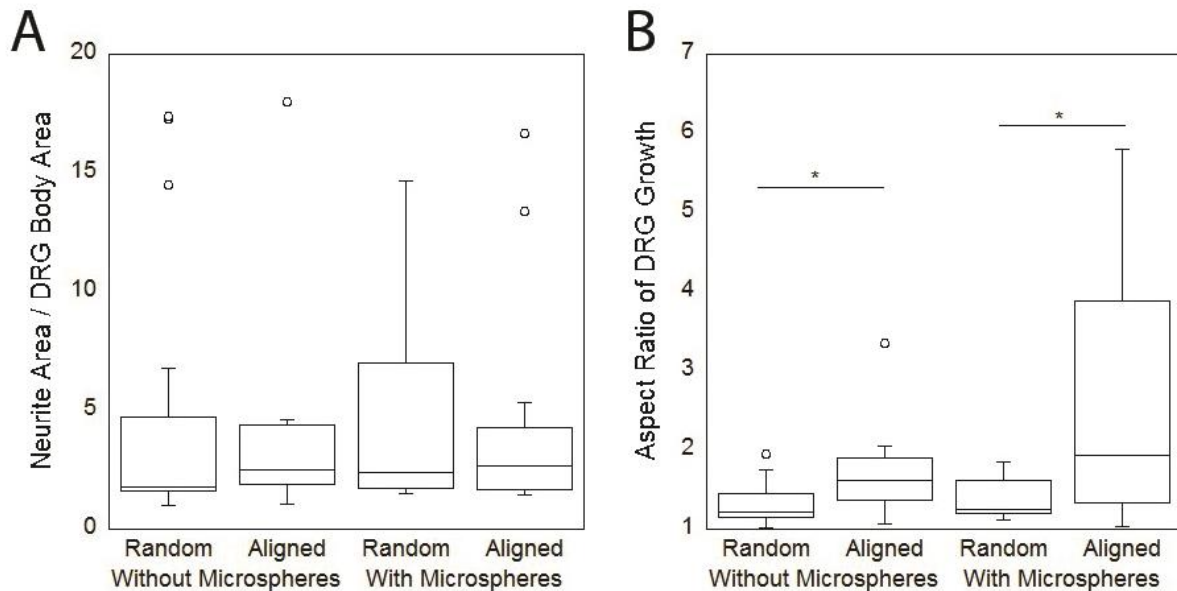 A
Neurite Area / DRG Body Area
20
15
10
5
0
Random Aligned Random Aligned
Without Microspheres With Microspheres
B
Aspect Ratio of DRG Growth
7
6
5
4
3
2
1
*
*
Random Aligned Random Aligned
Without Microspheres With Microspheres